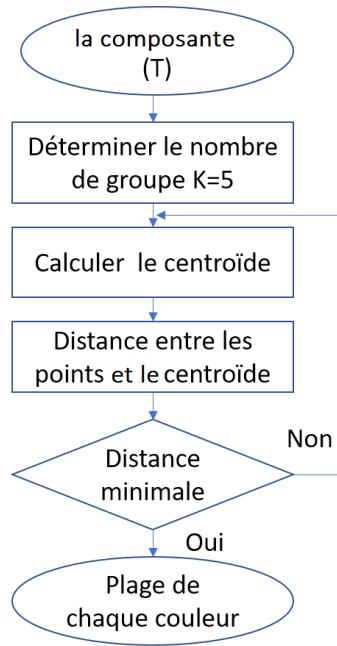 la composante
(T)
Déterminer le nombre
de groupe K=5
Calculer le centroïde
Distance entre les
points et le centroïde
Distance
minimale
Non
Oui
Plage de
chaque couleur